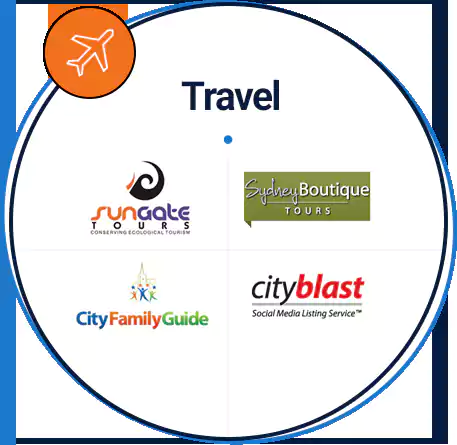 Travel
sungate
TOURS
CONSERVING ECOLOGICAL TOURISM
SydneyBoutique
TOURS
CityFamilyGuide
cityblast
Social Media Listing Service™